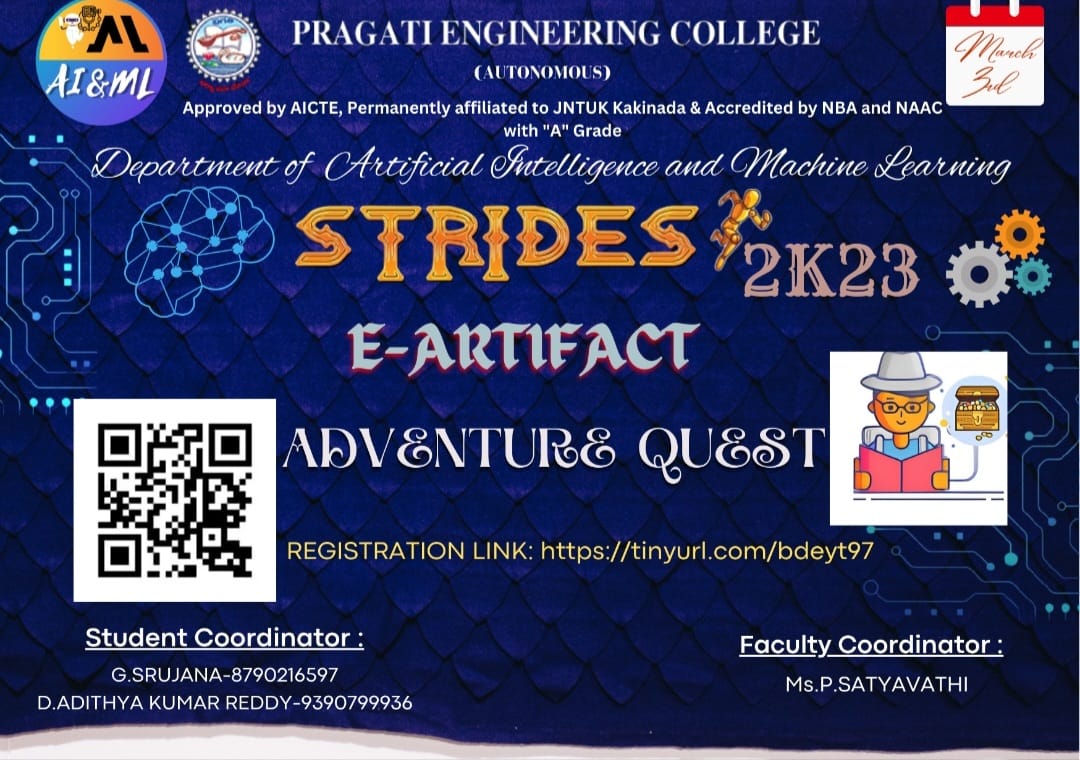 AI&ML
PRAGATI ENGINEERING COLLEGE
(AUTONOMOUS)
March
3rd
Approved by AICTE, Permanently affiliated to JNTUK Kakinada & Accredited by NBA and NAAC
with "A" Grade
Department of Artificial Intelligence and Machine Learning
STRIDES
2K23
E-ARTIFACT
ADVENTURE QUEST
REGISTRATION LINK: https://tinyurl.com/bdeyt97
Student Coordinator :
G.SRUJANA-8790216597
D.ADITHYA KUMAR REDDY-9390799936
Faculty Coordinator :
Ms.P.SATYAVATHI